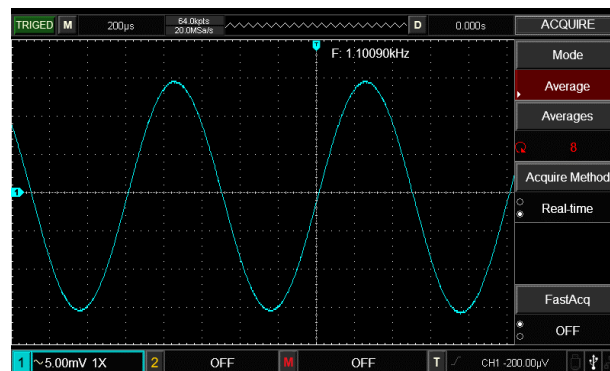 TRIGED M 200μs 64.0kpts 20.0MSa/s D 0.000s ACQUIRE
T
F: 1.10090kHz
Mode
Average
Averages
8
Acquire Method
Real-time
1
FastAcq
OFF
1 ~5.00mV 1X 2 OFF M OFF T CH1 -200.00μV